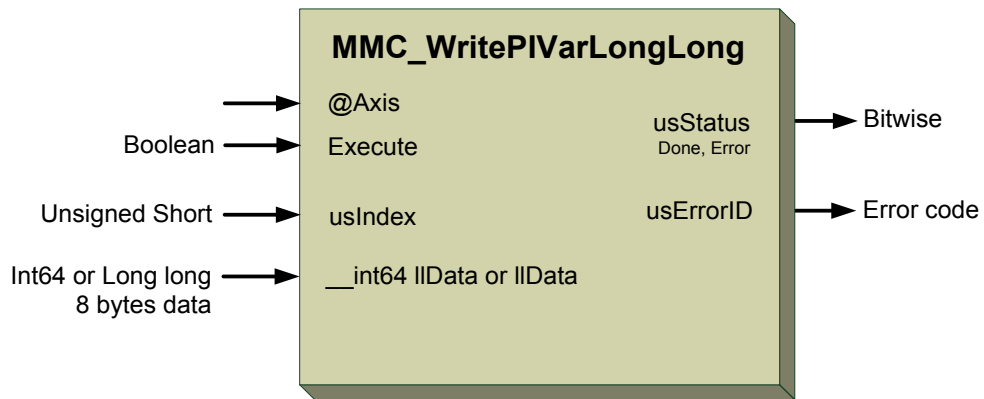 MMC_WritePIVarLongLong
@Axis
Boolean
Execute
usStatus
Done, Error
Bitwise
Unsigned Short
usIndex
usErrorID
Error code
Int64 or Long long
8 bytes data
__int64 llData or llData